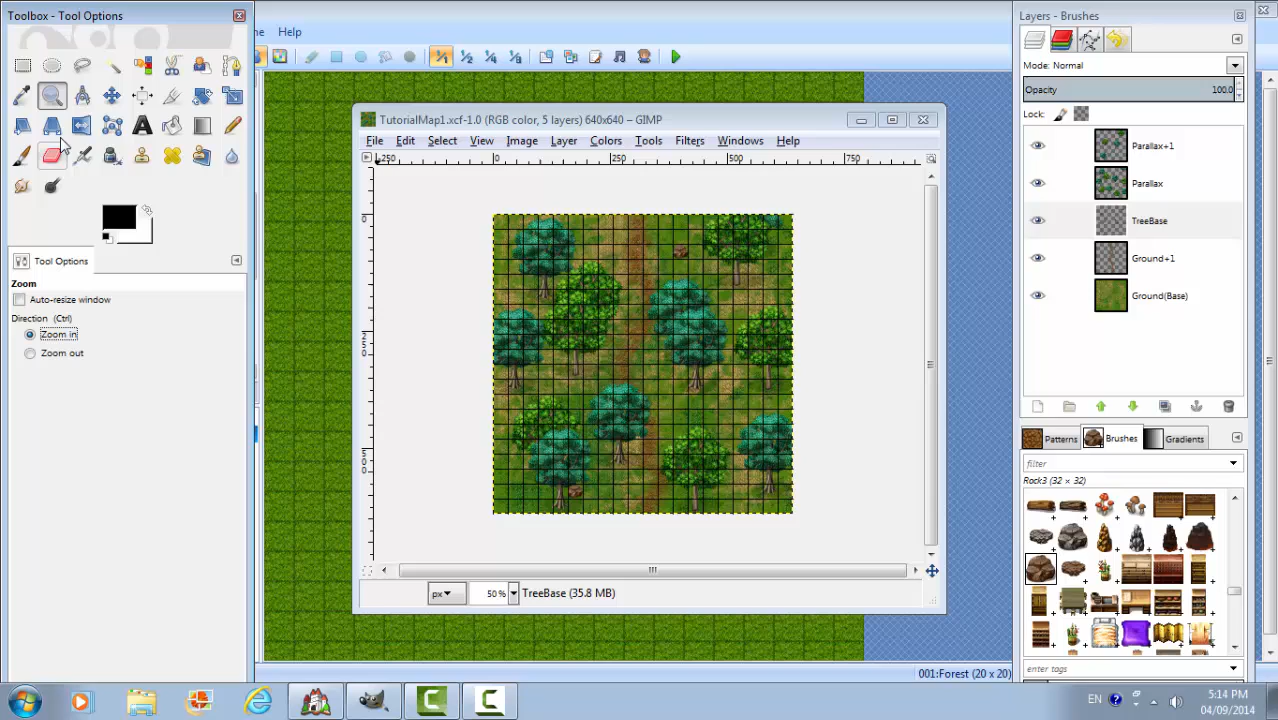 Toolbox - Tool Options
Tool Options
Zoom
Auto-resize window
Direction (Ctrl)
Zoom in
Zoom out
Help
TutorialMap1.xcf-1.0 (RGB color, 5 layers) 640x640 – GIMP
File Edit Select View Image Layer Colors Tools Filters Windows Help
-250 0 250 500 750
0
250
500
px 50 % TreeBase (35.8 MB)
001:Forest (20 x 20)
Layers - Brushes
Mode: Normal
Opacity 100.0
Lock:
Parallax+1
Parallax
TreeBase
Ground+1
Ground(Base)
Patterns Brushes Gradients
filter
Rock3 (32 × 32)
enter tags
EN 5:14 PM
04/09/2014